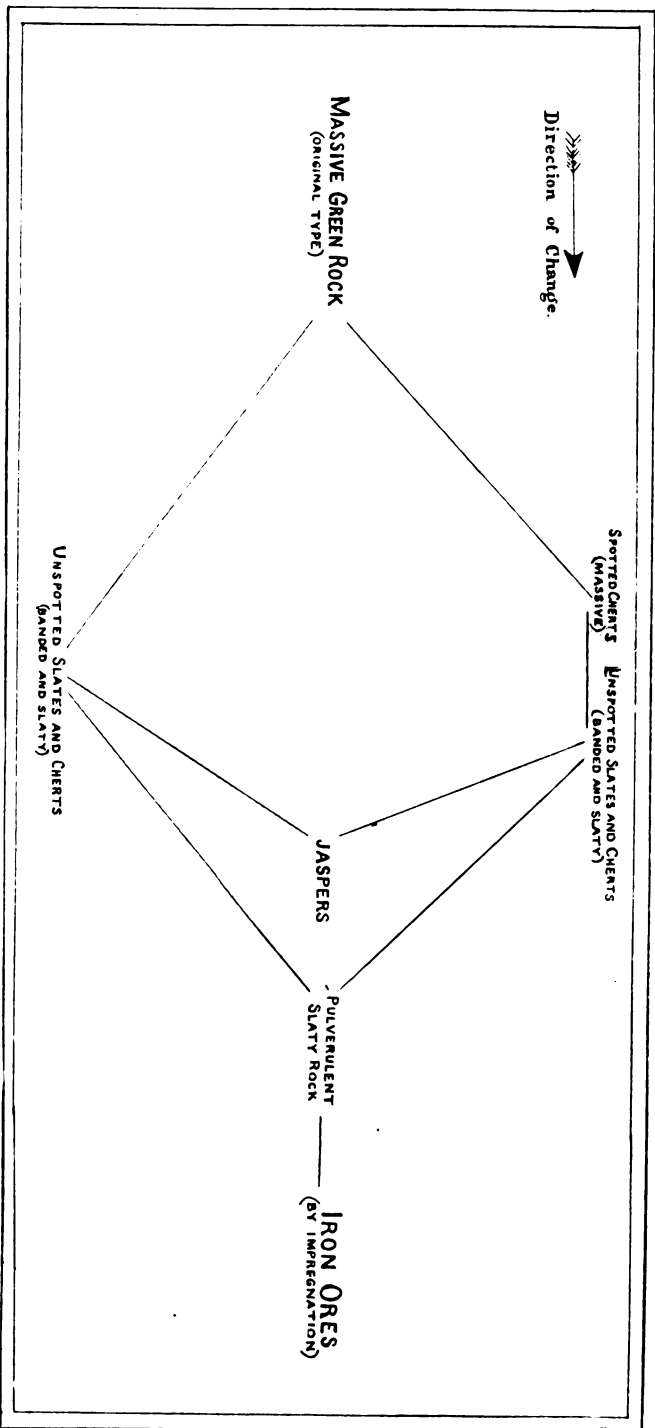 Direction of Change.
MASSIVE GREEN ROCK
(ORIGINAL TYPE)
SPOTTED CHERTS
(MASSIVE)
UNSPOTTED SLATES AND CHERTS
(BANDED AND SLATY)
UNSPOTTED SLATES AND CHERTS
(BANDED AND SLATY)
JASPERS
PULVERULENT
SLATY ROCK
IRON ORES
(BY IMPREGNATION)